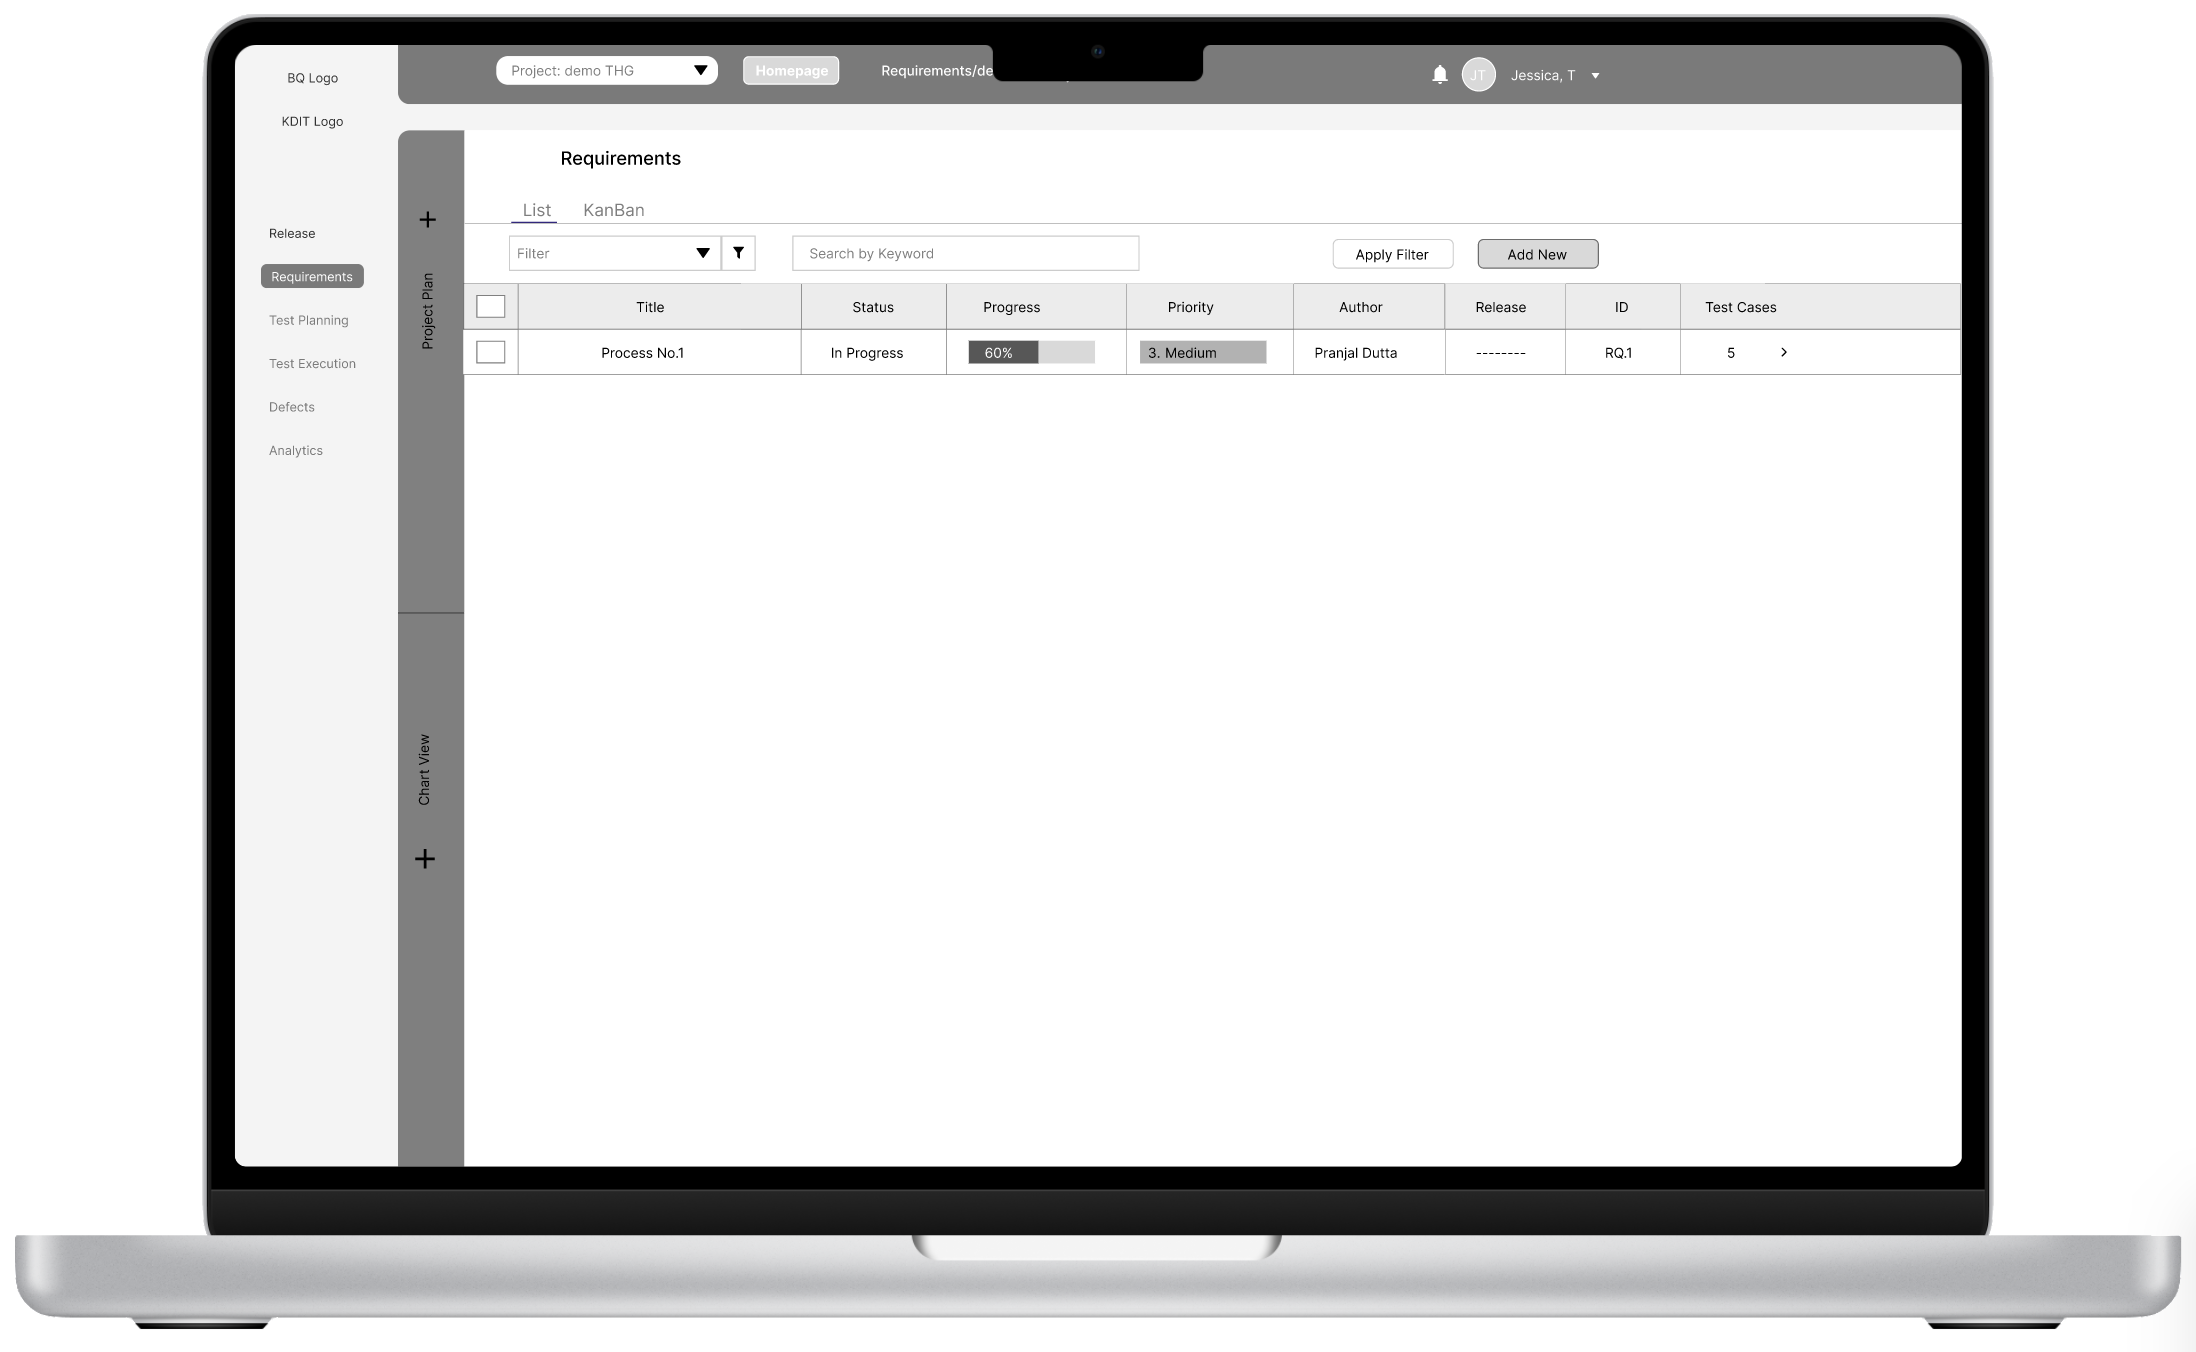 BQ Logo
KDIT Logo
Project: demo THG
Homepage
Requirements/de
JT
Jessica, T
Release
Requirements
Test Planning
Test Execution
Defects
Analytics
Project Plan
Chart View
Requirements
List KanBan
Filter
Search by Keyword
Apply Filter
Add New
Title Status Progress Priority Author Release ID Test Cases
Process No.1 In Progress 60% 3. Medium Pranjal Dutta -------- RQ.1 5